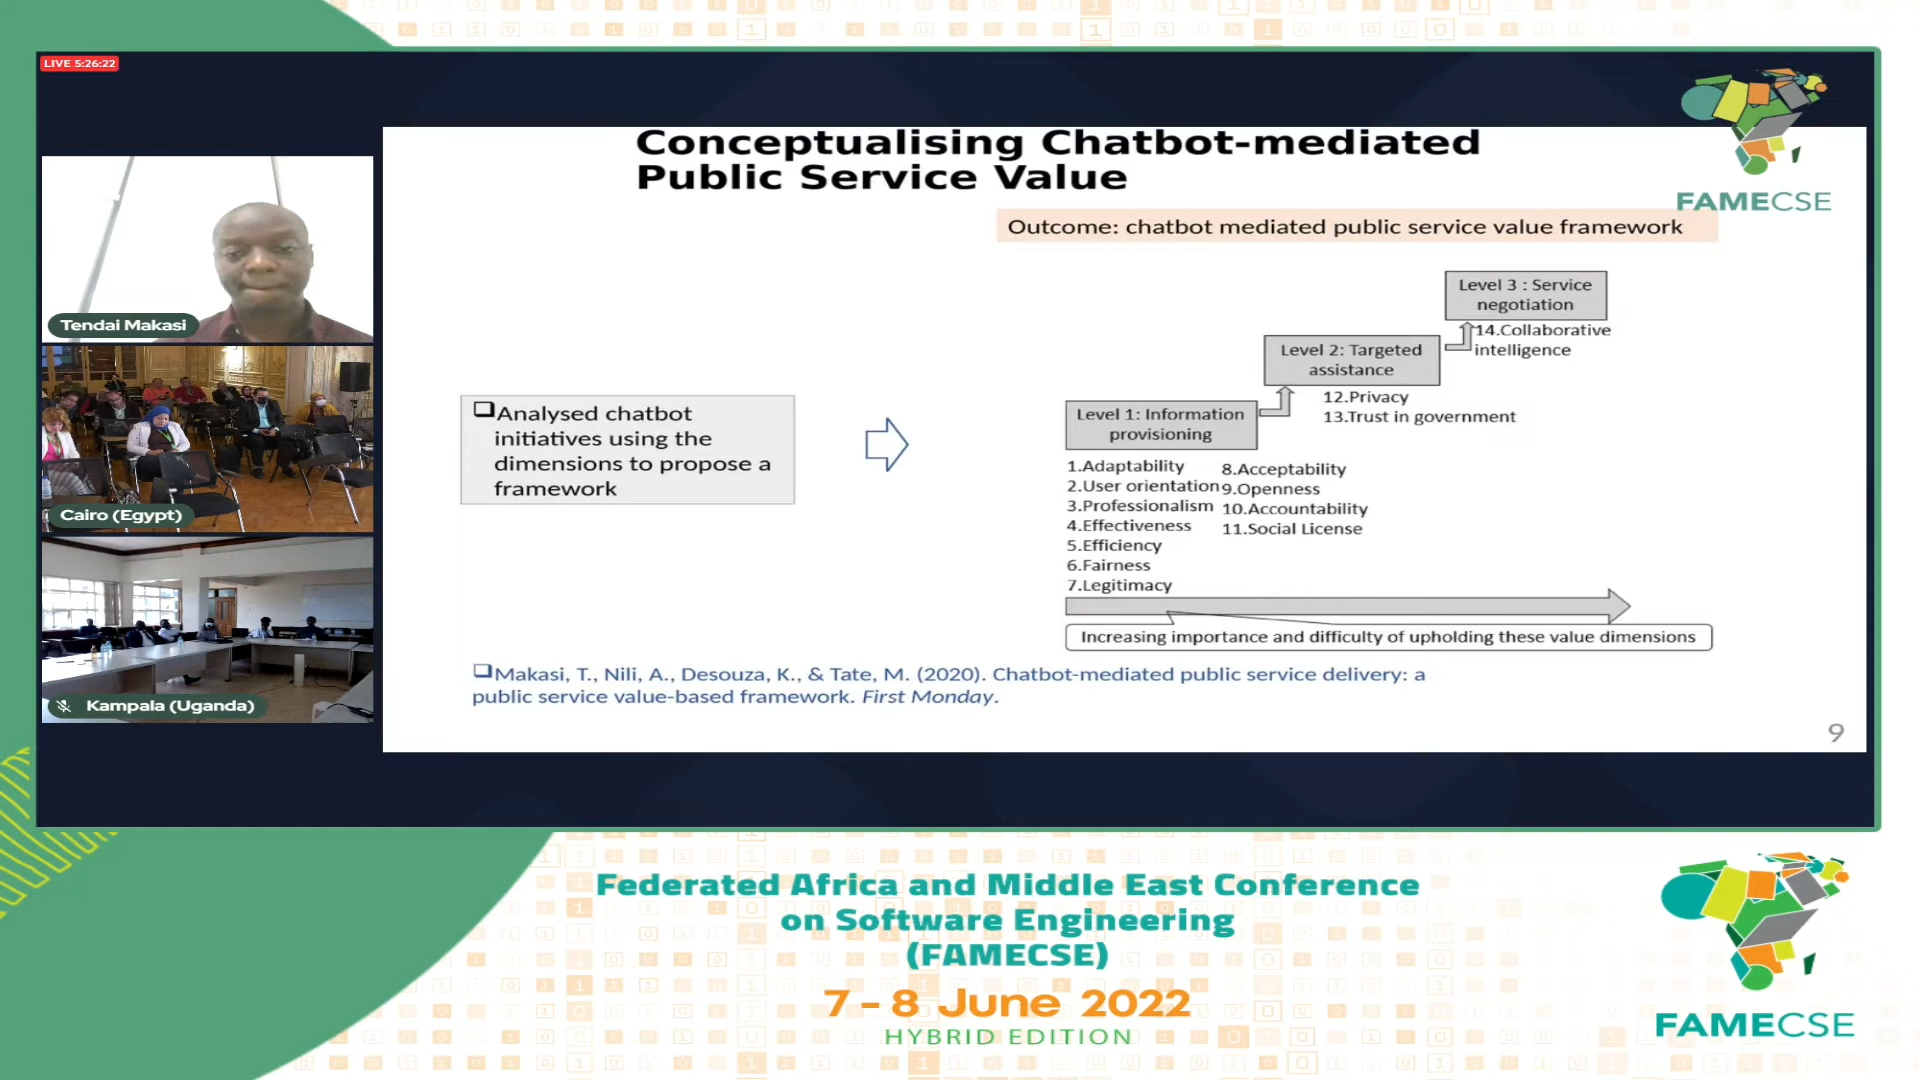 LIVE 5:26:22
FAMECSE
Tendai Makasi
Cairo (Egypt)
Kampala (Uganda)
Conceptualising Chatbot-mediated
Public Service Value
Outcome: chatbot mediated public service value framework
Analysed chatbot
initiatives using the
dimensions to propose a
framework
Level 3 : Service
negotiation
14.Collaborative
intelligence
Level 2: Targeted
assistance
12.Privacy
13.Trust in government
Level 1: Information
provisioning
1.Adaptability
2.User orientation
3.Professionalism
4.Effectiveness
5.Efficiency
6.Fairness
7.Legitimacy
8.Acceptability
9.Openness
10.Accountability
11.Social License
Increasing importance and difficulty of upholding these value dimensions
Makasi, T., Nili, A., Desouza, K., & Tate, M. (2020). Chatbot-mediated public service delivery: a
public service value-based framework. First Monday.
9
Federated Africa and Middle East Conference
on Software Engineering
(FAMECSE)
7 - 8 June 2022
HYBRID EDITION
FAMECSE